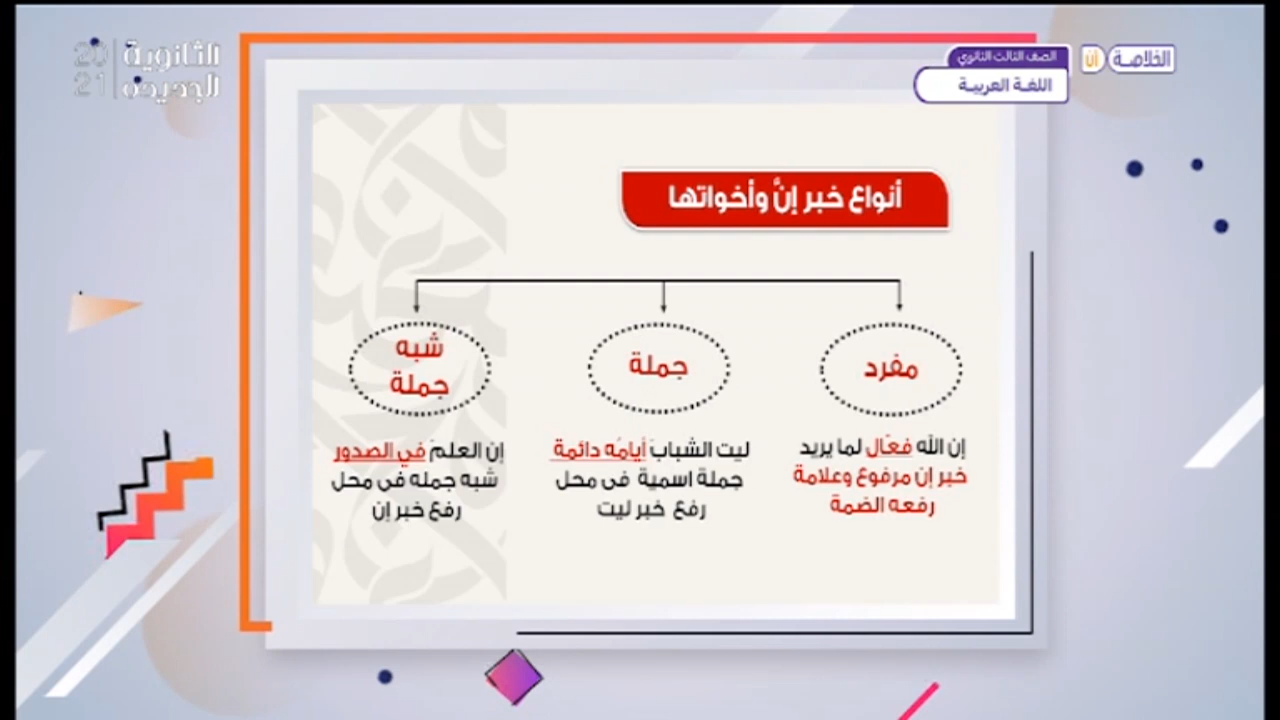 الثانوية
الجديدة
20
21
الخلاصة
أن
الصف الثالث الثانوي
اللغة العربية
أنواع خبر إنَّ وأخواتها
مفرد
إن الله فعّال لما يريد
خبر إن مرفوع وعلامة
رفعه الضمة
جملة
ليت الشبابَ أيامُه دائمة
جملة اسمية فى محل
رفع خبر ليت
شبه
جملة
إن العلمَ في الصدور
شبه جمله فى محل
رفع خبر إن